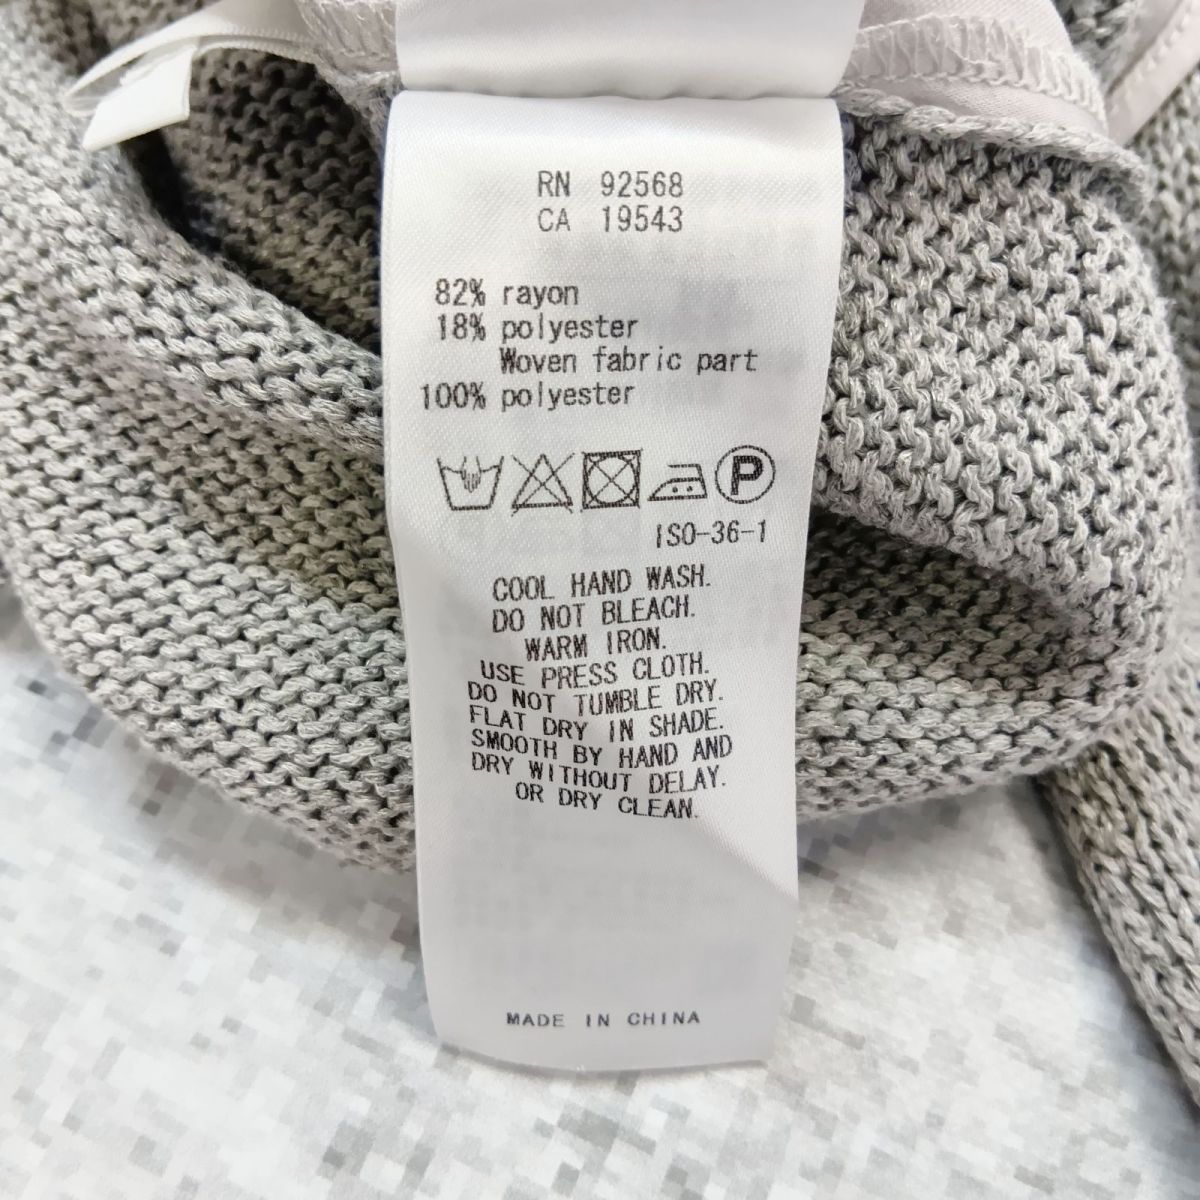 RN 92568
CA 19543
82% rayon
18% polyester
Woven fabric part
100% polyester
P
ISO-36-1
COOL HAND WASH.
DO NOT BLEACH.
WARM IRON.
USE PRESS CLOTH.
DO NOT TUMBLE DRY.
FLAT DRY IN SHADE.
SMOOTH BY HAND AND
DRY WITHOUT DELAY.
OR DRY CLEAN.
MADE IN CHINA